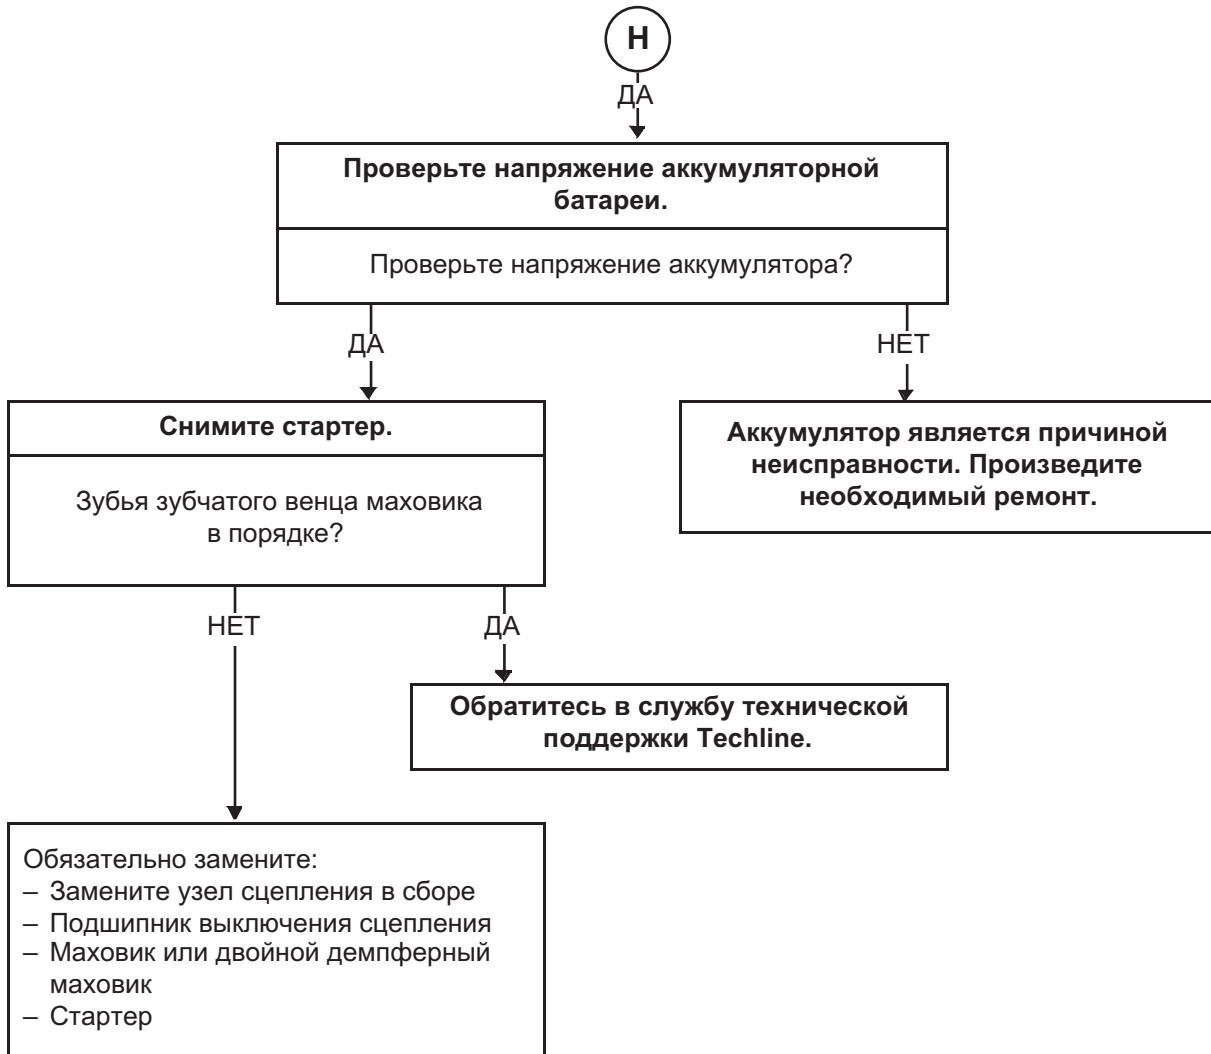 Н
ДА
Проверьте напряжение аккумуляторной
батареи.
Проверьте напряжение аккумулятора?
ДА
НЕТ
Снимите стартер.
Зубья зубчатого венца маховика
в порядке?
Аккумулятор является причиной
неисправности. Произведите
необходимый ремонт.
НЕТ
ДА
Обратитесь в службу технической
поддержки Techline.
Обязательно замените:
– Замените узел сцепления в сборе
– Подшипник выключения сцепления
– Маховик или двойной демпферный
маховик
– Стартер